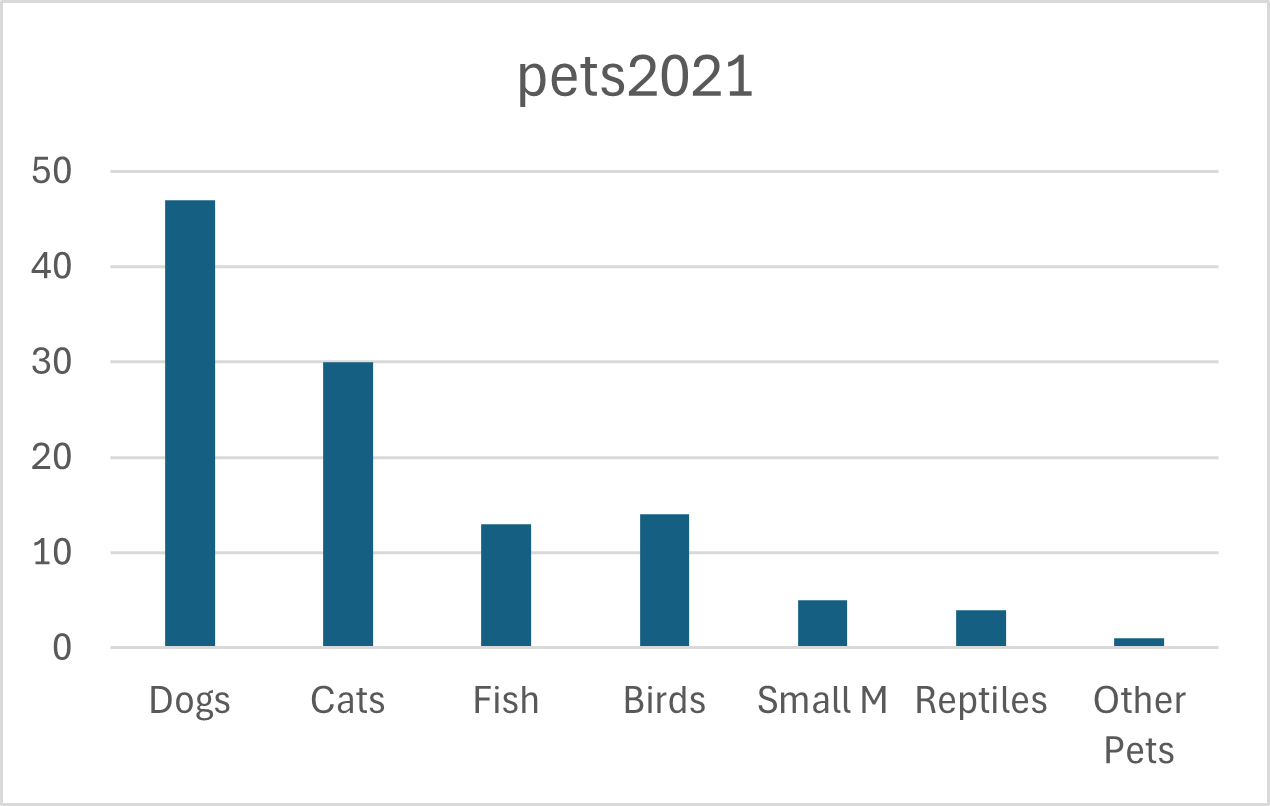 pets2021
50
40
30
20
10
0
Dogs
Cats
Fish
Birds
Small M
Reptiles
Other
Pets